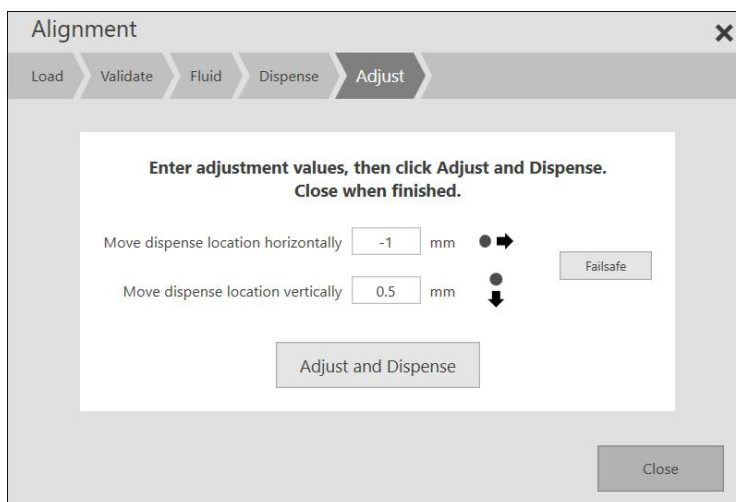 Alignment
Load Validate Fluid Dispense Adjust
Enter adjustment values, then click Adjust and Dispense.
Close when finished.
Move dispense location horizontally -1 mm
Failsafe
Move dispense location vertically 0.5 mm
Adjust and Dispense
Close